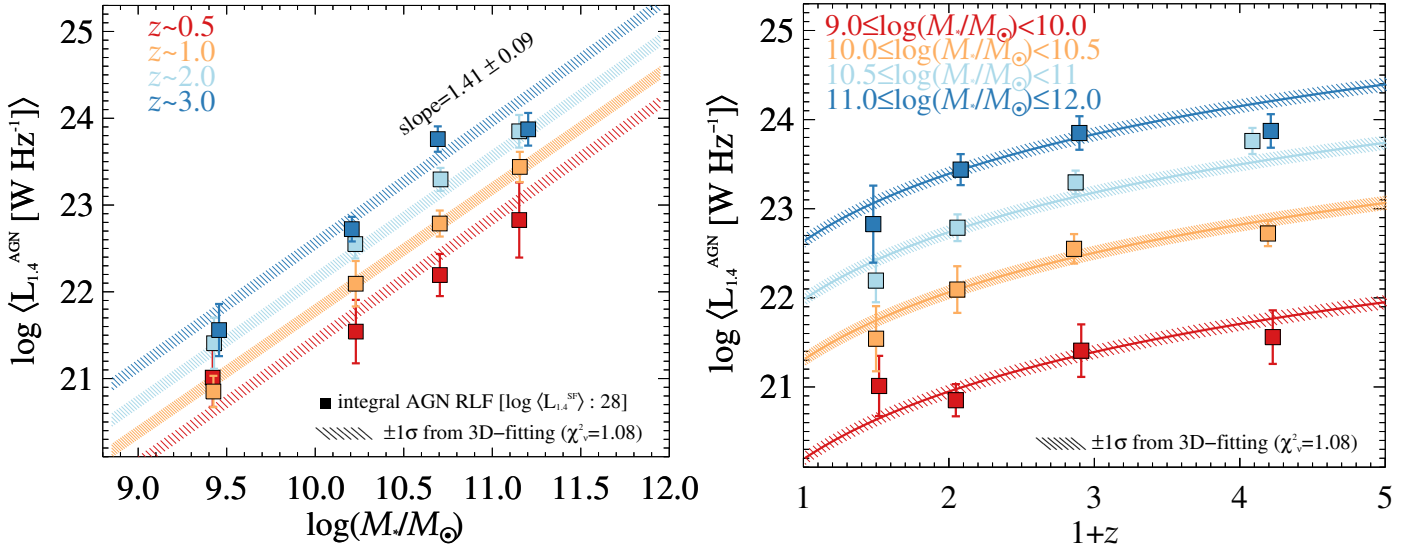 z~0.5
z~1.0
z~2.0
z~3.0
slope=1.41 ± 0.09
integral AGN RLF [log ⟨L₁.₄ˢᶠ⟩ : 28]
±1σ from 3D−fitting (χ²ᵥ=1.08)
log ⟨L₁.₄ᴬᴳᴺ [W Hz⁻¹]⟩
25
24
23
22
21
9.0 9.5 10.0 10.5 11.0 11.5 12.0
log(M*/M⊙)
9.0≤log(M*/M⊙)<10.0
10.0≤log(M*/M⊙)<10.5
10.5≤log(M*/M⊙)<11
11.0≤log(M*/M⊙)≤12.0
±1σ from 3D−fitting (χ²ᵥ=1.08)
log ⟨L₁.₄ᴬᴳᴺ [W Hz⁻¹]⟩
25
24
23
22
21
1 2 3 4 5
1+z